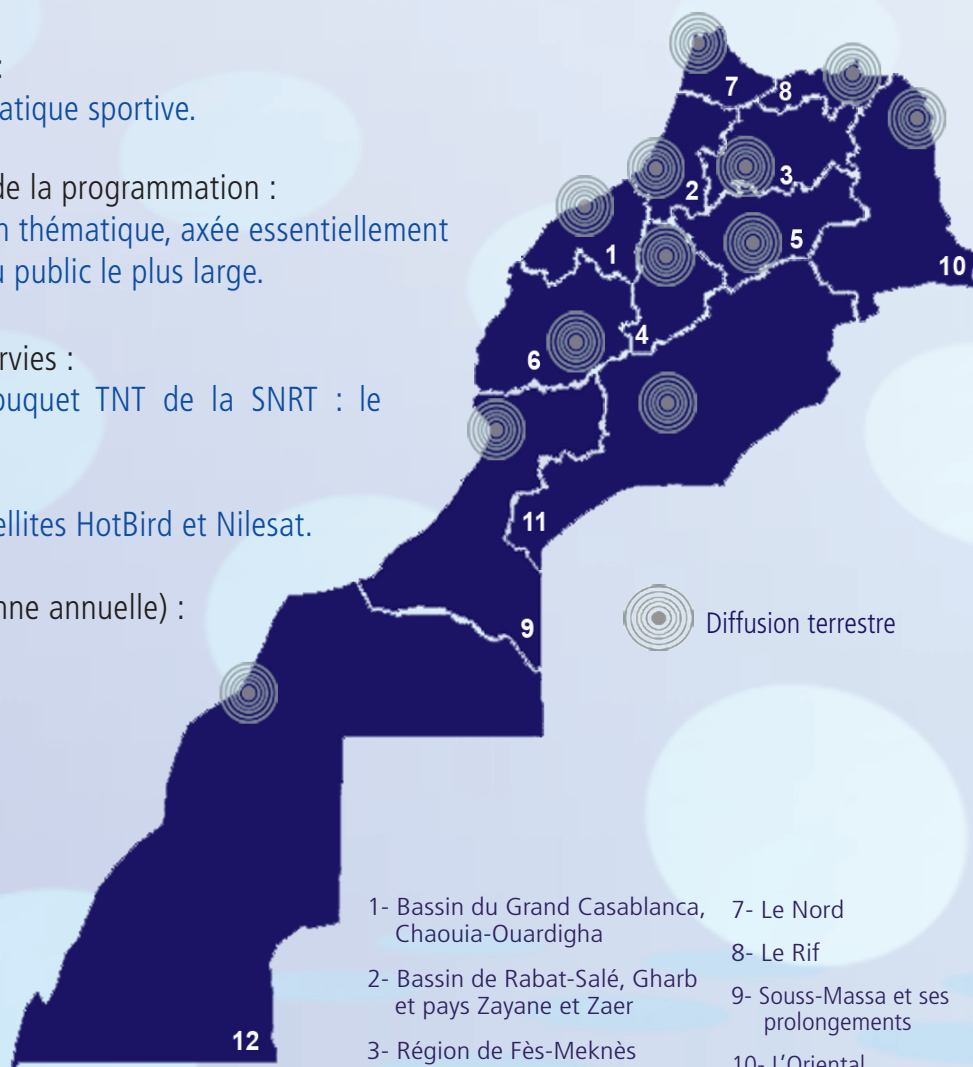 :
atique sportive.
de la programmation :
n thématique, axée essentiellement
u public le plus large.
rvies :
ouquet TNT de la SNRT : le
ellites HotBird et Nilesat.
nne annuelle) :
7
8
2
3
1
5
10
4
6
11
9
12
Diffusion terrestre
1- Bassin du Grand Casablanca,
Chaouia-Ouardigha
2- Bassin de Rabat-Salé, Gharb
et pays Zayane et Zaer
3- Région de Fès-Meknès
7- Le Nord
8- Le Rif
9- Souss-Massa et ses
prolongements
10- L'Oriental